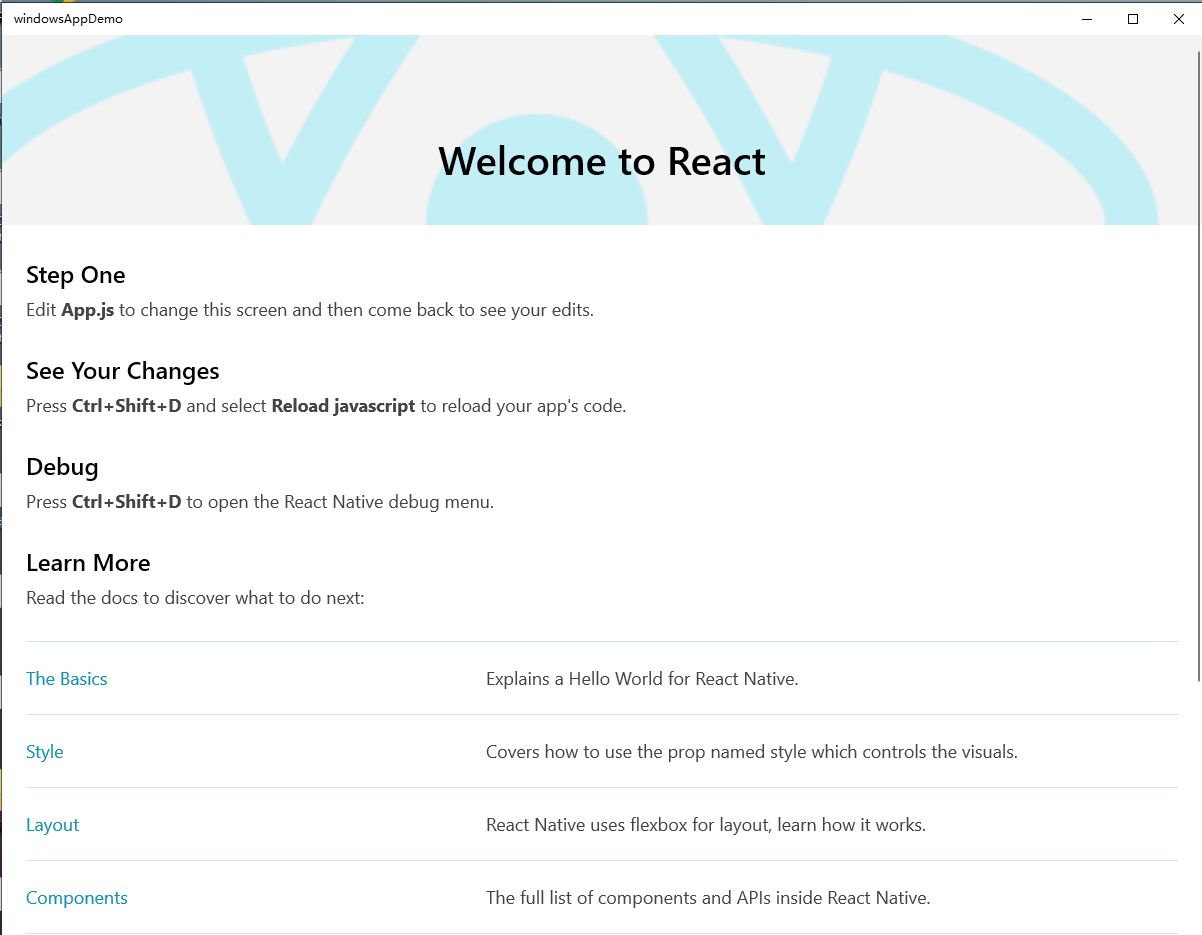 windowsAppDemo
Welcome to React
Step One
Edit App.js to change this screen and then come back to see your edits.
See Your Changes
Press Ctrl+Shift+D and select Reload javascript to reload your app's code.
Debug
Press Ctrl+Shift+D to open the React Native debug menu.
Learn More
Read the docs to discover what to do next:
The Basics Explains a Hello World for React Native.
Style Covers how to use the prop named style which controls the visuals.
Layout React Native uses flexbox for layout, learn how it works.
Components The full list of components and APIs inside React Native.